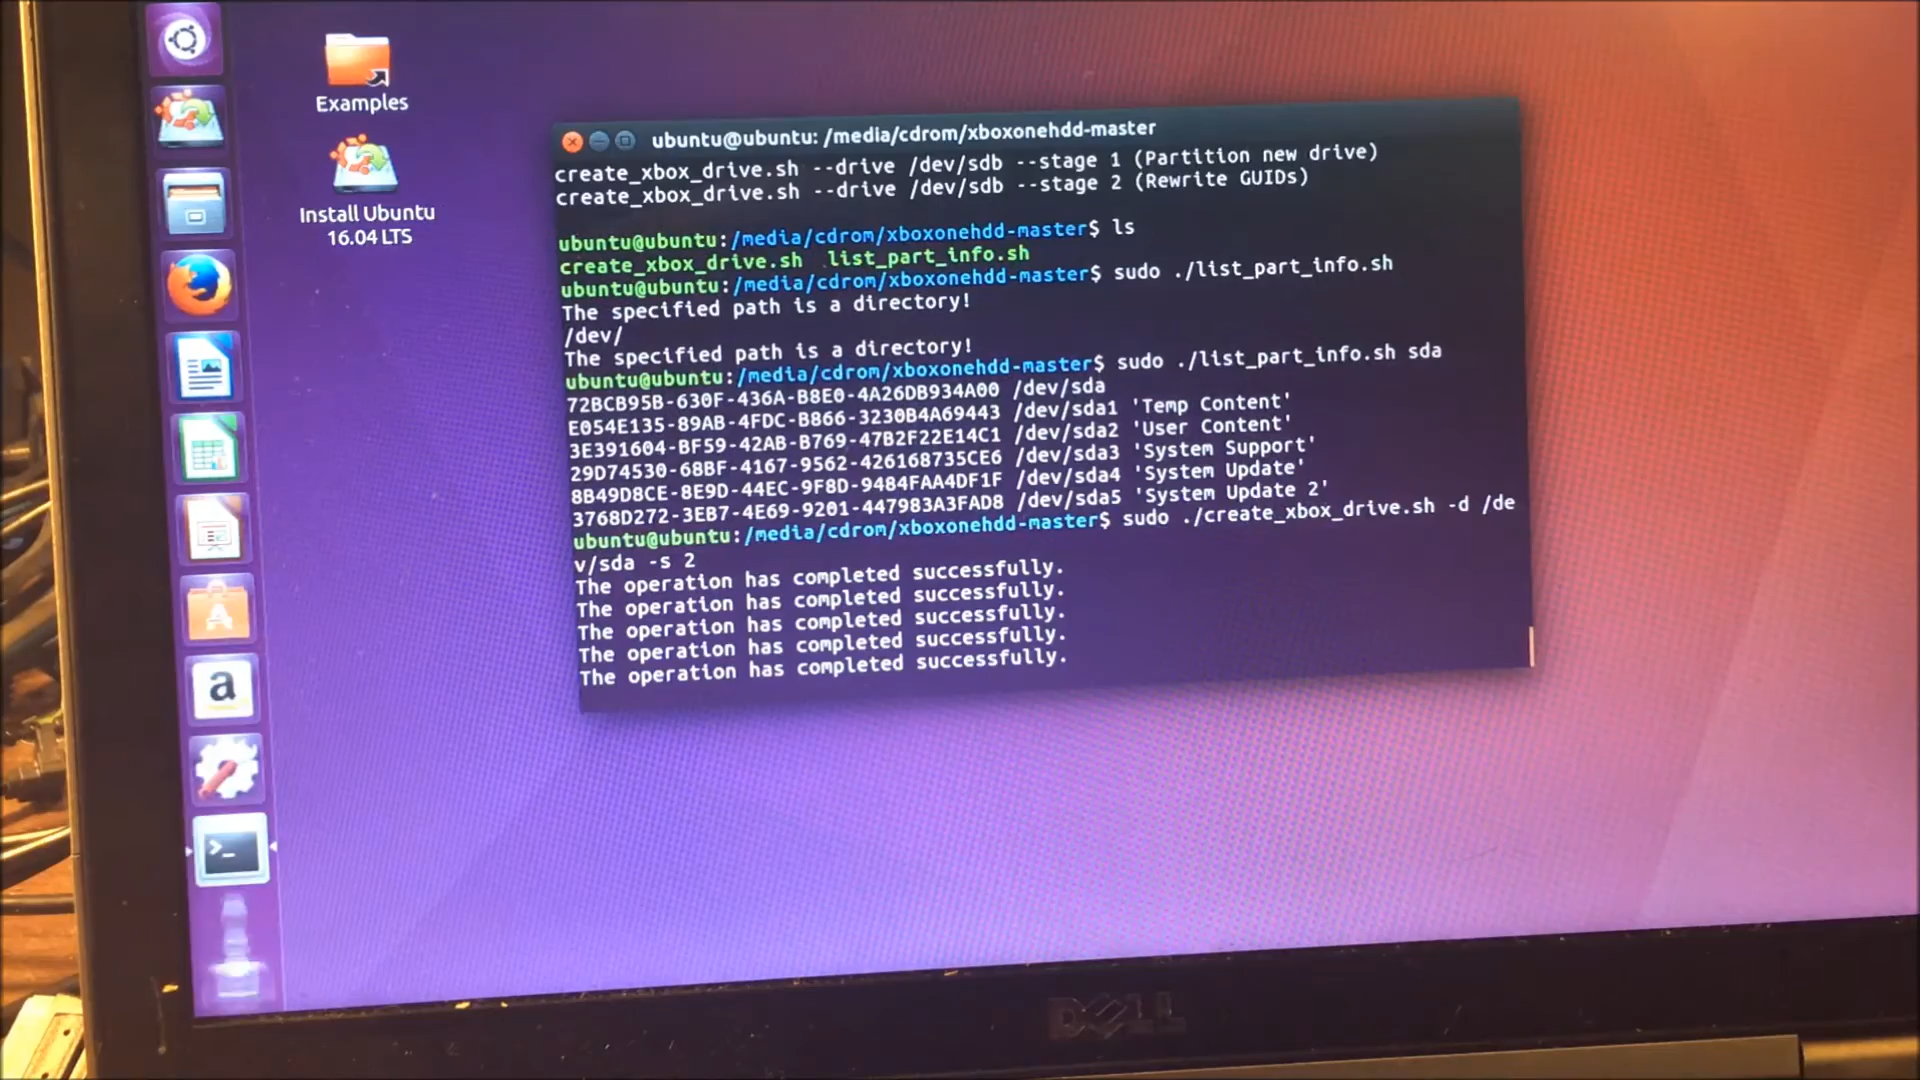 Examples
Install Ubuntu
16.04 LTS
ubuntu@ubuntu: /media/cdrom/xboxonehdd-master
create_xbox_drive.sh --drive /dev/sdb --stage 1 (Partition new drive)
create_xbox_drive.sh --drive /dev/sdb --stage 2 (Rewrite GUIDs)
ubuntu@ubuntu:/media/cdrom/xboxonehdd-master$ ls
create_xbox_drive.sh list_part_info.sh
ubuntu@ubuntu:/media/cdrom/xboxonehdd-master$ sudo ./list_part_info.sh
The specified path is a directory!
/dev/
The specified path is a directory!
ubuntu@ubuntu:/media/cdrom/xboxonehdd-master$ sudo ./list_part_info.sh sda
72BCB95B-630F-436A-B8E0-4A26DB934A00 /dev/sda
E054E135-89AB-4FDC-B866-3230B4A69443 /dev/sda1 'Temp Content'
3E391604-BF59-42AB-B769-47B2F22E14C1 /dev/sda2 'User Content'
29D74530-68BF-4167-9562-426168735CE6 /dev/sda3 'System Support'
8B49D8CE-8E9D-44EC-9F8D-9484FAA4DF1F /dev/sda4 'System Update'
3768D272-3EB7-4E69-9201-447983A3FAD8 /dev/sda5 'System Update 2'
ubuntu@ubuntu:/media/cdrom/xboxonehdd-master$ sudo ./create_xbox_drive.sh -d /de
v/sda -s 2
The operation has completed successfully.
The operation has completed successfully.
The operation has completed successfully.
The operation has completed successfully.
The operation has completed successfully.
DELL